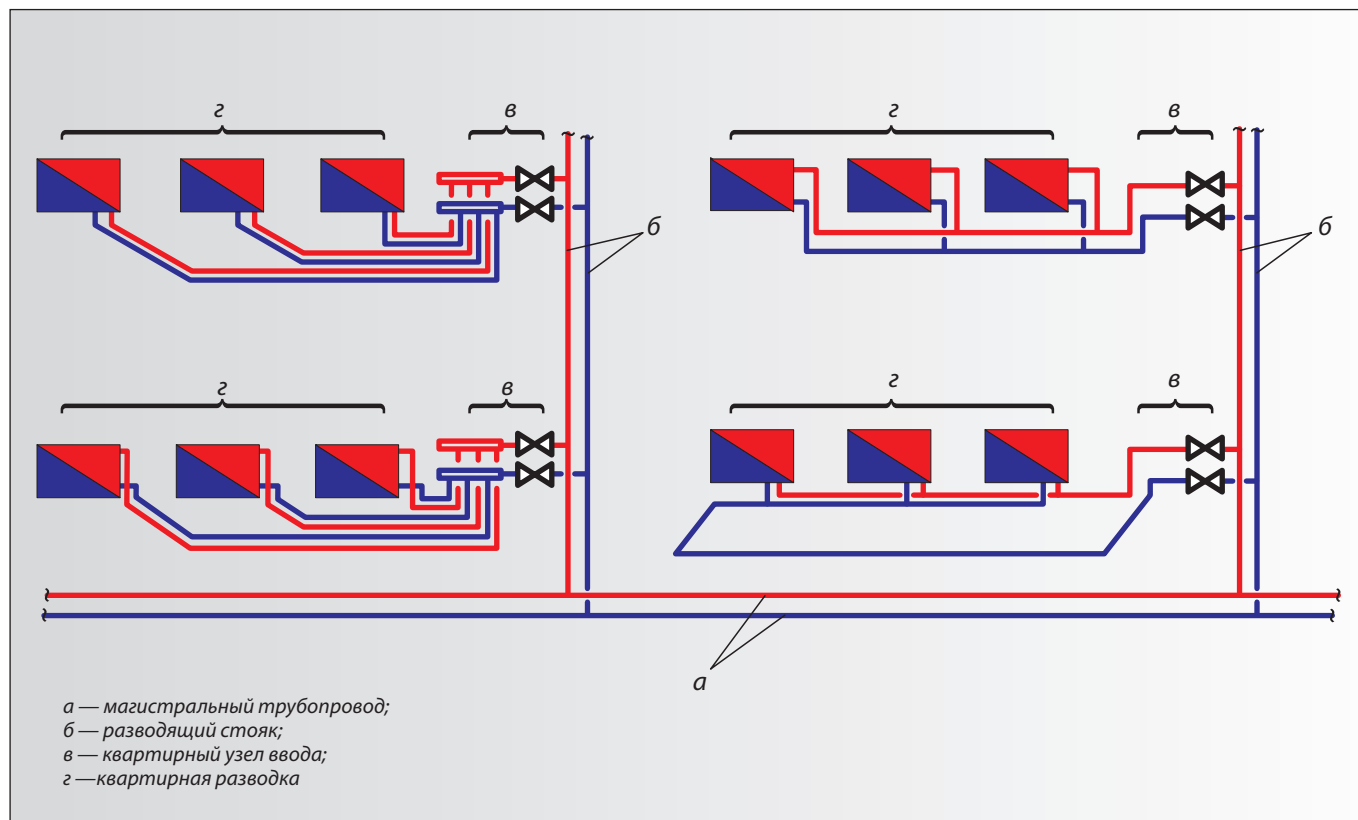 г
в
г
в
б
б
г
в
г
в
а
а — магистральный трубопровод;
б — разводящий стояк;
в — квартирный узел ввода;
г —квартирная разводка